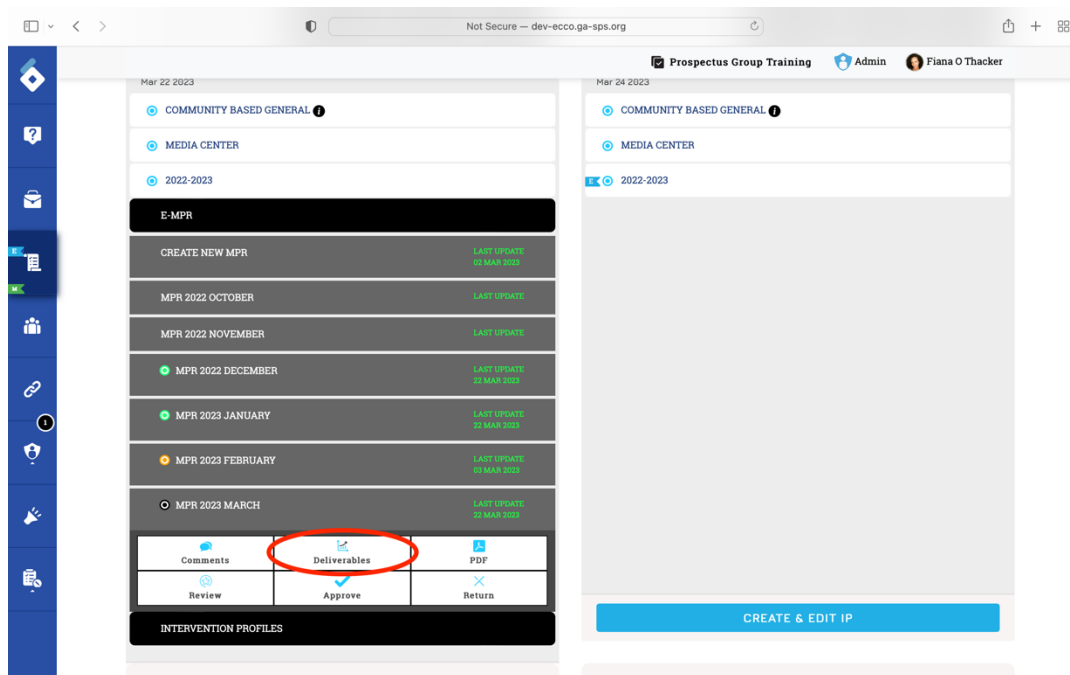 Not Secure — dev-ecco.ga-sps.org
Prospectus Group Training
Admin
Fiana O Thacker
Mar 22 2023
COMMUNITY BASED GENERAL
MEDIA CENTER
2022-2023
E-MPR
CREATE NEW MPR
LAST UPDATE
02 MAR 2023
MPR 2022 OCTOBER
LAST UPDATE
MPR 2022 NOVEMBER
LAST UPDATE
MPR 2022 DECEMBER
LAST UPDATE
22 MAR 2023
MPR 2023 JANUARY
LAST UPDATE
22 MAR 2023
MPR 2023 FEBRUARY
LAST UPDATE
03 MAR 2023
MPR 2023 MARCH
LAST UPDATE
22 MAR 2023
Comments
Deliverables
PDF
Review
Approve
Return
INTERVENTION PROFILES
Mar 24 2023
COMMUNITY BASED GENERAL
MEDIA CENTER
E
2022-2023
CREATE & EDIT IP
E
M
1